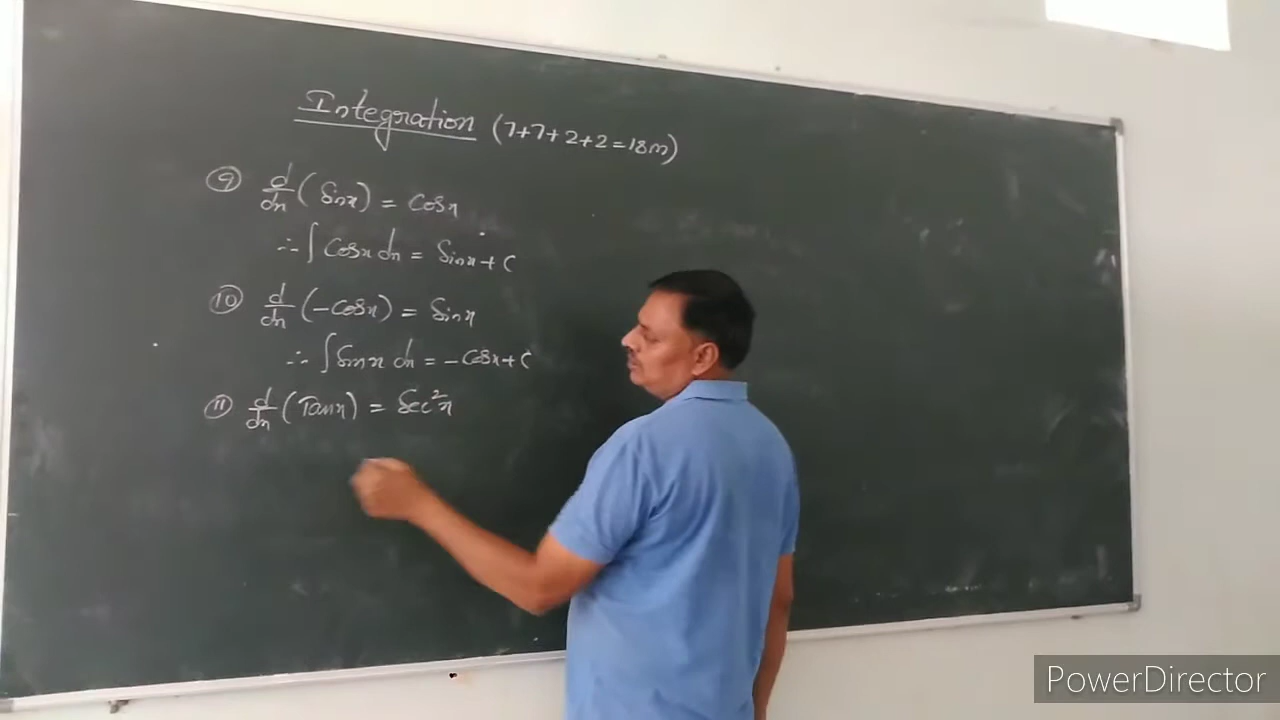 Integration (7+7+2+2=18m)
⑨ d/dx (Sinx) = Cosx
∴ ∫ Cosx dx = Sinx + C
⑩ d/dx (-Cosx) = Sinx
∴ ∫ Sinx dx = -Cosx + C
⑪ d/dx (Tanx) = Sec²x
PowerDirector